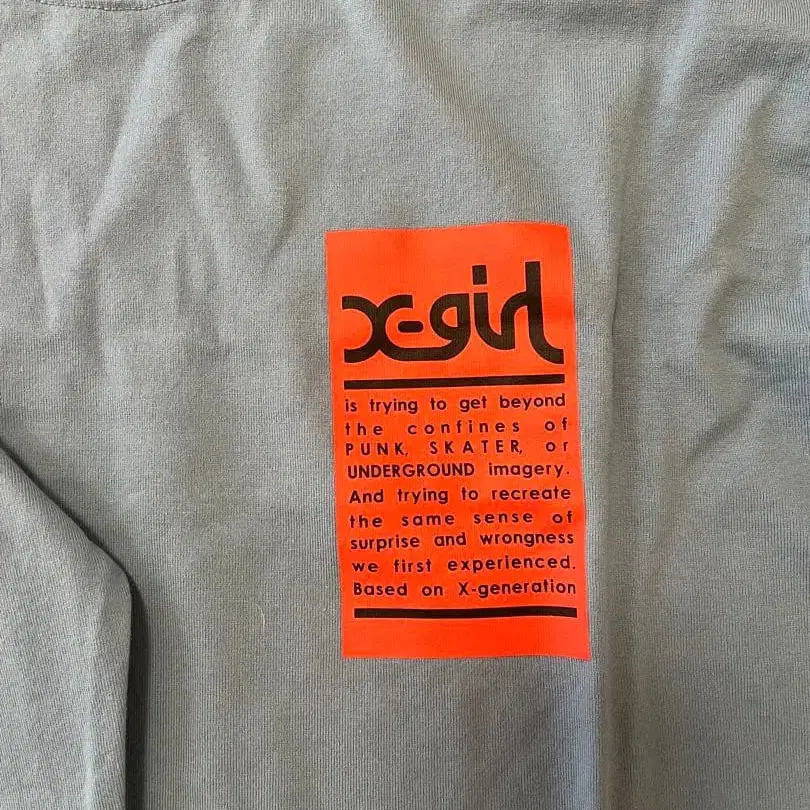 x-girl
is trying to get beyond
the confines of
PUNK, SKATER, or
UNDERGROUND imagery.
And trying to recreate
the same sense of
surprise and wrongness
we first experienced.
Based on X-generation